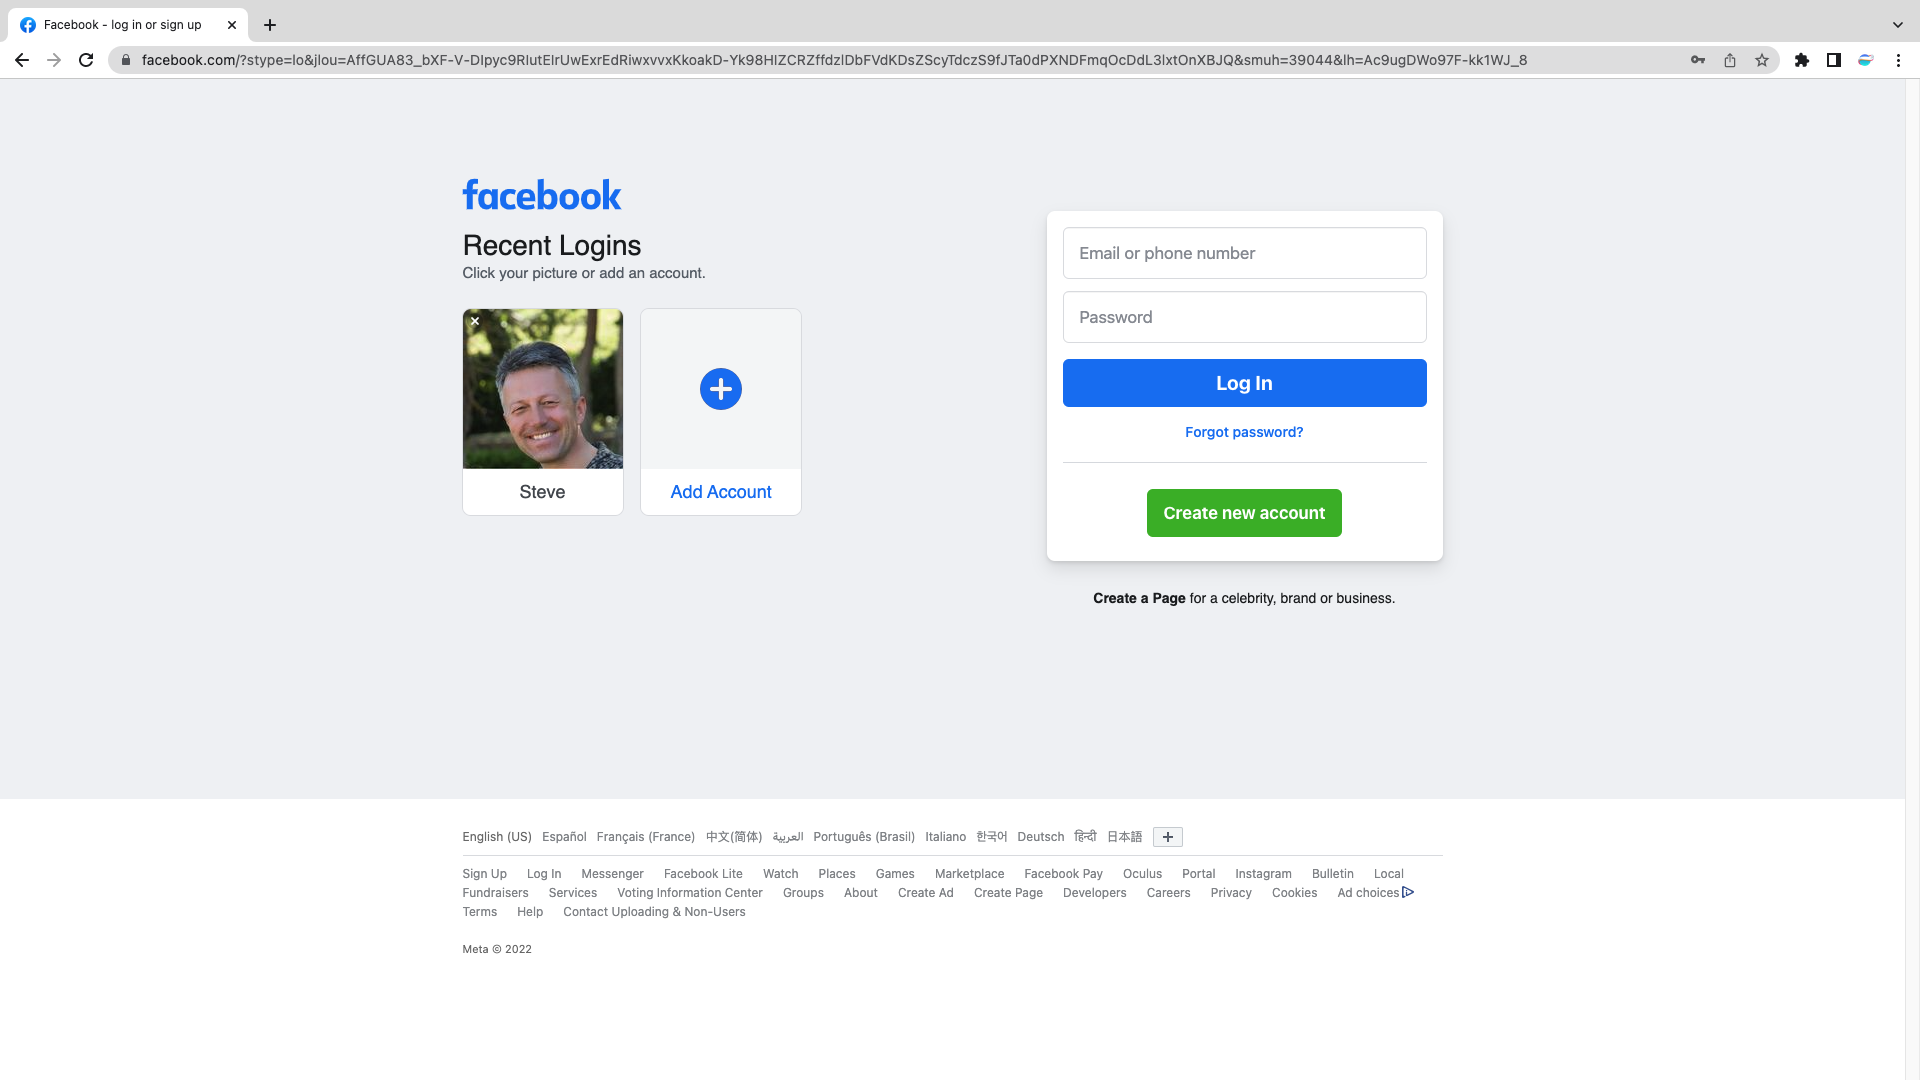 Facebook - log in or sign up
facebook.com/?stype=lo&jlou=AffGUA83_bXF-V-DIpyc9RIutElrUwExrEdRiwxvvxKkoakD-Yk98HIZCRZffdzlDbFVdKDsZScyTdczS9fJTa0dPXNDFmqOcDdL3lxtOnXBJQ&smuh=39044&lh=Ac9ugDWo97F-kk1WJ_8
facebook
Recent Logins
Click your picture or add an account.
Steve
Add Account
Email or phone number
Password
Log In
Forgot password?
Create new account
Create a Page for a celebrity, brand or business.
English (US) Español Français (France) 中文(简体) العربية Português (Brasil) Italiano 한국어 Deutsch हिन्दी 日本語
Sign Up Log In Messenger Facebook Lite Watch Places Games Marketplace Facebook Pay Oculus Portal Instagram Bulletin Local
Fundraisers Services Voting Information Center Groups About Create Ad Create Page Developers Careers Privacy Cookies Ad choices
Terms Help Contact Uploading & Non-Users
Meta © 2022